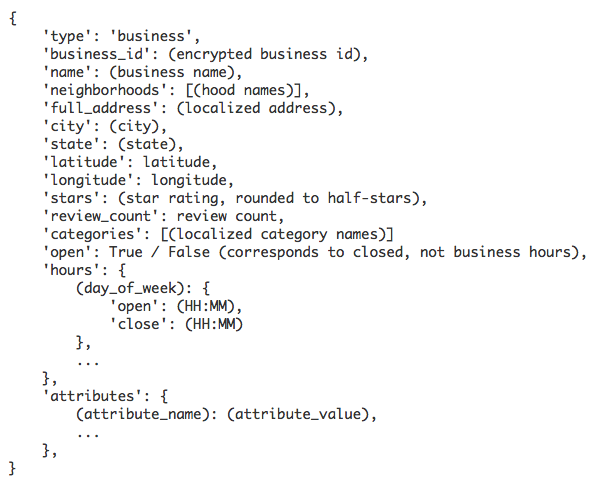 {
    'type': 'business',
    'business_id': (encrypted business id),
    'name': (business name),
    'neighborhoods': [(hood names)],
    'full_address': (localized address),
    'city': (city),
    'state': (state),
    'latitude': latitude,
    'longitude': longitude,
    'stars': (star rating, rounded to half-stars),
    'review_count': review count,
    'categories': [(localized category names)]
    'open': True / False (corresponds to closed, not business hours),
    'hours': {
        (day_of_week): {
            'open': (HH:MM),
            'close': (HH:MM)
        },
        ...
    },
    'attributes': {
        (attribute_name): (attribute_value),
        ...
    },
}